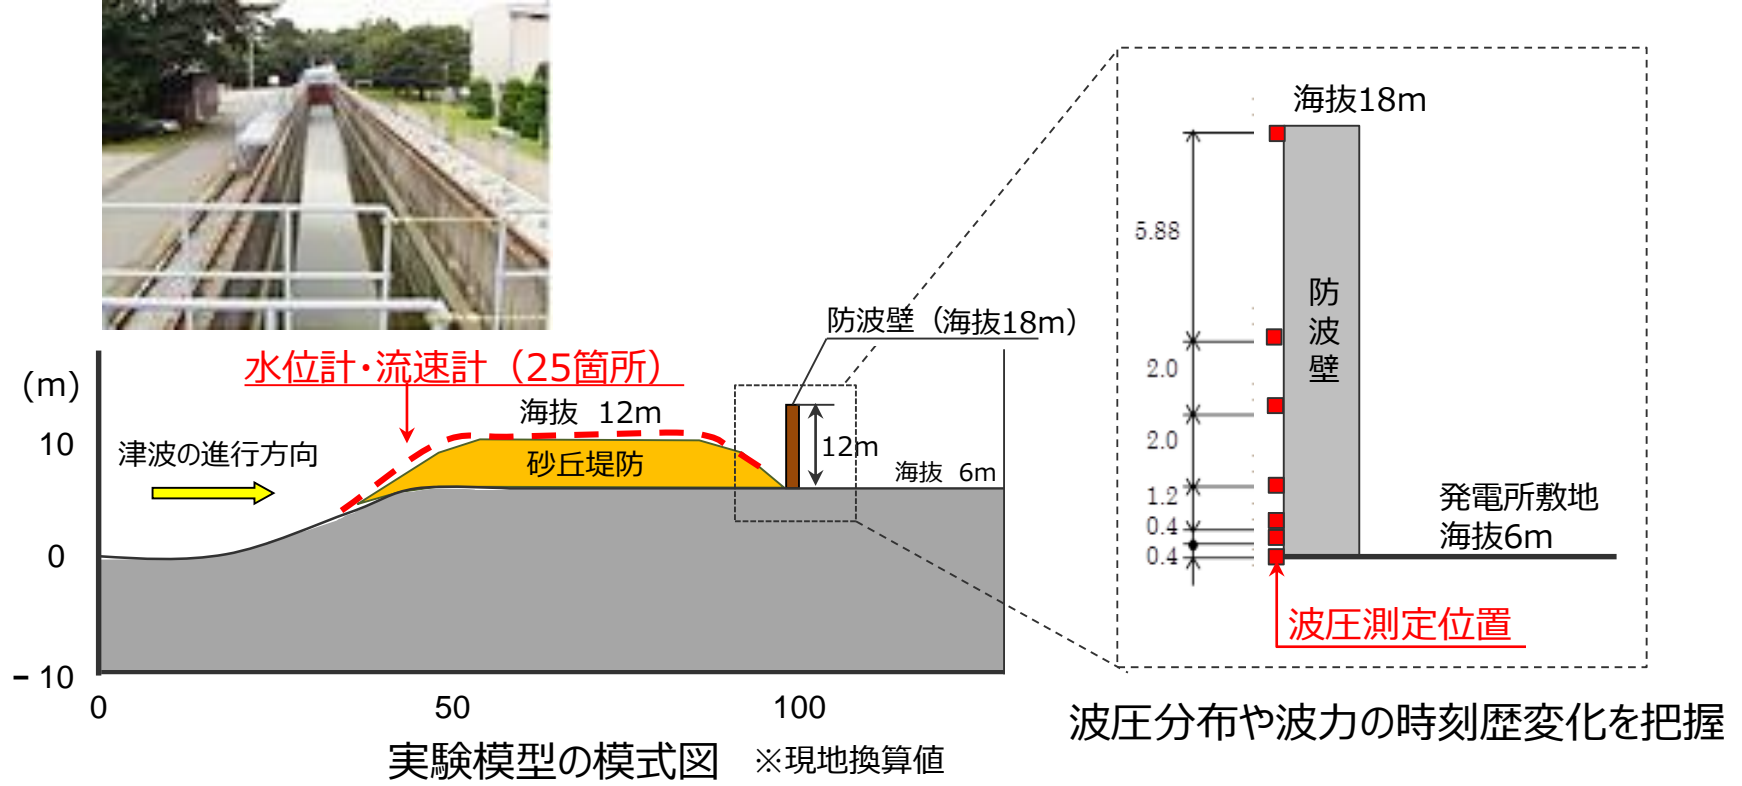 水位計・流速計（25箇所）
防波壁（海抜18m）
（m）
10
0
－10
0
50
100
津波の進行方向
海抜　12m
砂丘堤防
12m
海抜　6m
実験模型の模式図
※現地換算値
海抜18m
5.88
2.0
2.0
1.2
0.4
0.4
防波壁
発電所敷地
海抜6m
波圧測定位置
波圧分布や波力の時刻歴変化を把握